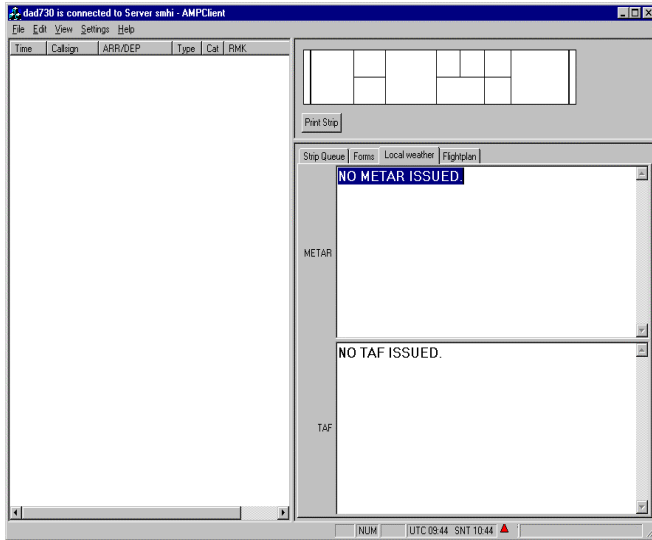 dad730 is connected to Server smhi - AMPClient
File Edit View Settings Help
Time Callsign ARR/DEP Type Cat RMK
Print Strip
Strip Queue Forms Local weather Flightplan
METAR
NO METAR ISSUED.
TAF
NO TAF ISSUED.
NUM UTC 09:44 SNT 10:44